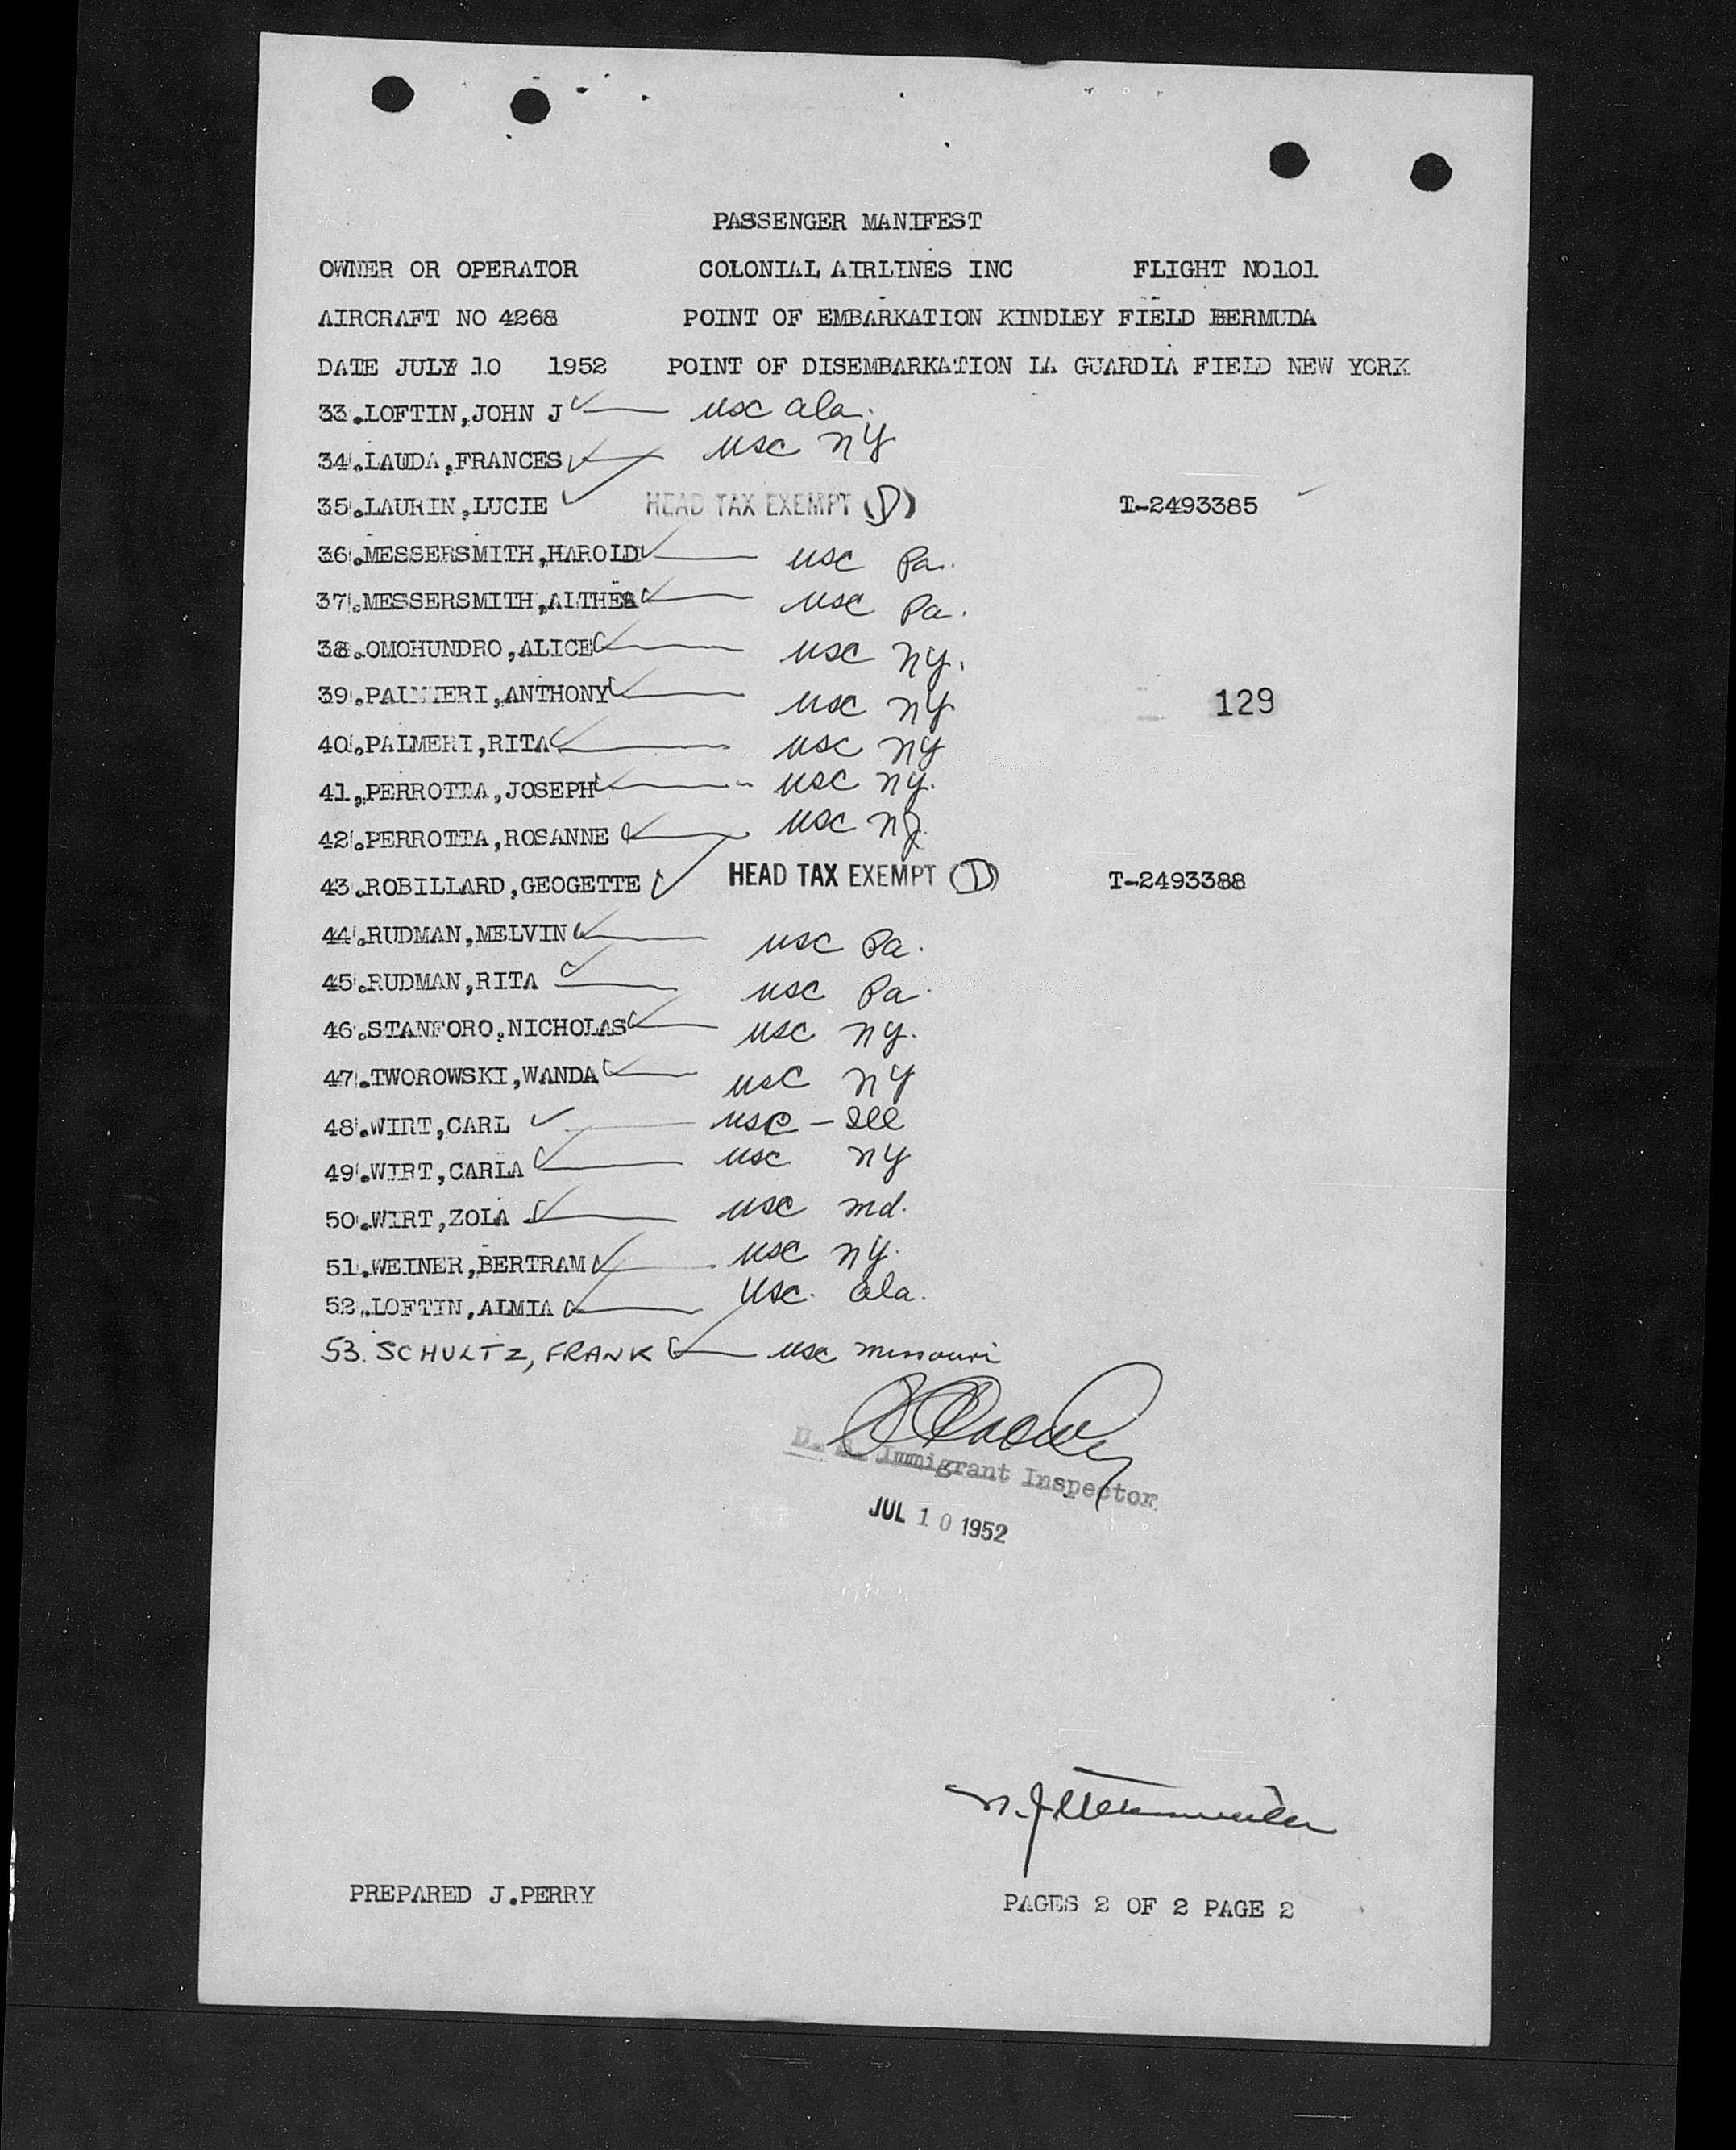 PASSENGER MANIFEST
OWNER OR OPERATOR COLONIAL AIRLINES INC FLIGHT NO101
AIRCRAFT NO 4268 POINT OF EMBARKATION KINDLEY FIELD BERMUDA
DATE JULY 10 1952 POINT OF DISEMBARKATION LA GUARDIA FIELD NEW YORK
33.LOFTIN,JOHN J usc ala.
34.LAUDA,FRANCES usc ny
35.LAURIN,LUCIE HEAD TAX EXEMPT T-2493385
36.MESSERSMITH,HAROLD usc Pa.
37.MESSERSMITH,ALTHEA usc Pa.
38.OMOHUNDRO,ALICE usc ny.
39.PALMERI,ANTHONY usc ny 129
40.PALMERI,RITA usc ny
41.PERROTTA,JOSEPH usc ny.
42.PERROTTA,ROSANNE usc
43.ROBILLARD,GEOGETTE HEAD TAX EXEMPT T-2493388
44.RUDMAN,MELVIN usc Pa.
45.RUDMAN,RITA usc Pa.
46.STANFORO,NICHOLAS usc ny.
47.TWOROWSKI,WANDA usc ny
48.WIRT,CARL usc -
49.WIRT,CARLA usc ny
50.WIRT,ZOLA usc md.
51.WEINER,BERTRAM usc ny.
52.LOFTIN,ALMIA usc. ala.
53. SCHULTZ, FRANK usc missouri
U. S. Immigrant Inspector
JUL 10 1952
PREPARED J.PERRY PAGES 2 OF 2 PAGE 2